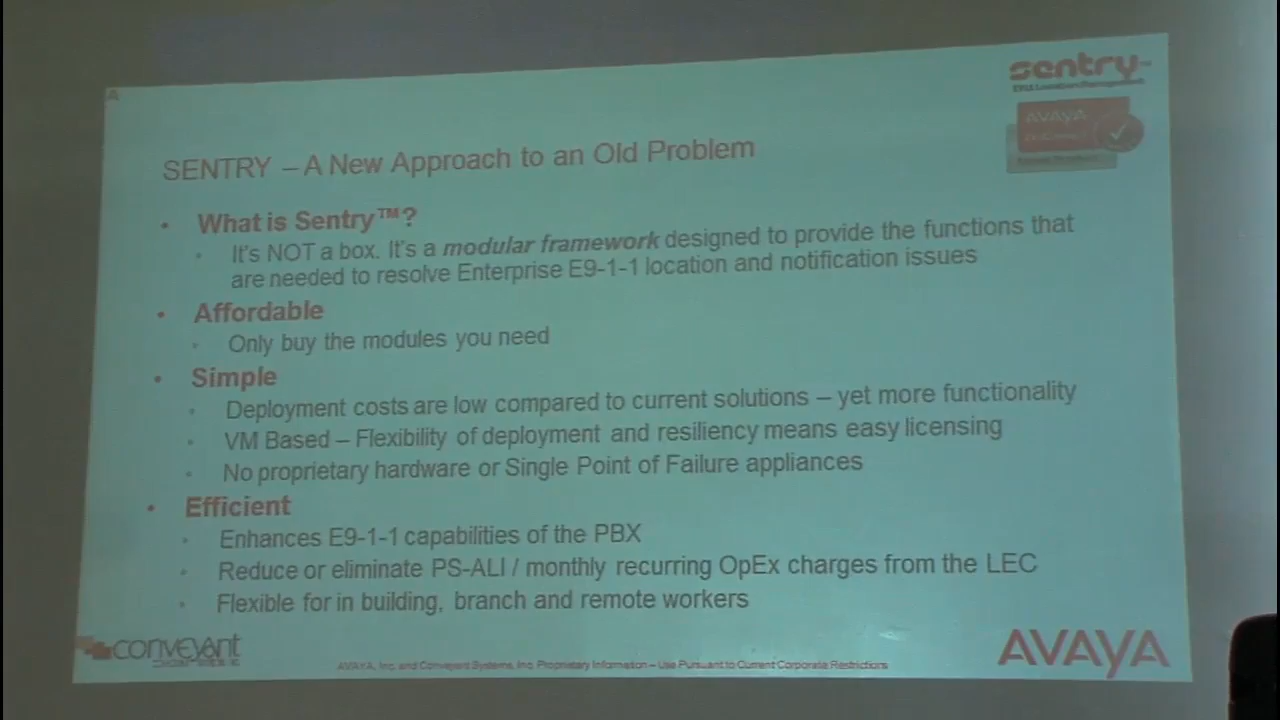 sentry
AVAYA
SENTRY – A New Approach to an Old Problem
• What is Sentry™?
• It's NOT a box. It's a modular framework designed to provide the functions that
are needed to resolve Enterprise E9-1-1 location and notification issues
• Affordable
• Only buy the modules you need
• Simple
• Deployment costs are low compared to current solutions – yet more functionality
• VM Based – Flexibility of deployment and resiliency means easy licensing
• No proprietary hardware or Single Point of Failure appliances
• Efficient
• Enhances E9-1-1 capabilities of the PBX
• Reduce or eliminate PS-ALI / monthly recurring OpEx charges from the LEC
• Flexible for in building, branch and remote workers
conveyant
AVAYA, Inc. and Conveyant Systems, Inc. Proprietary Information – Use Pursuant to Current Corporate Restrictions
AVAYA